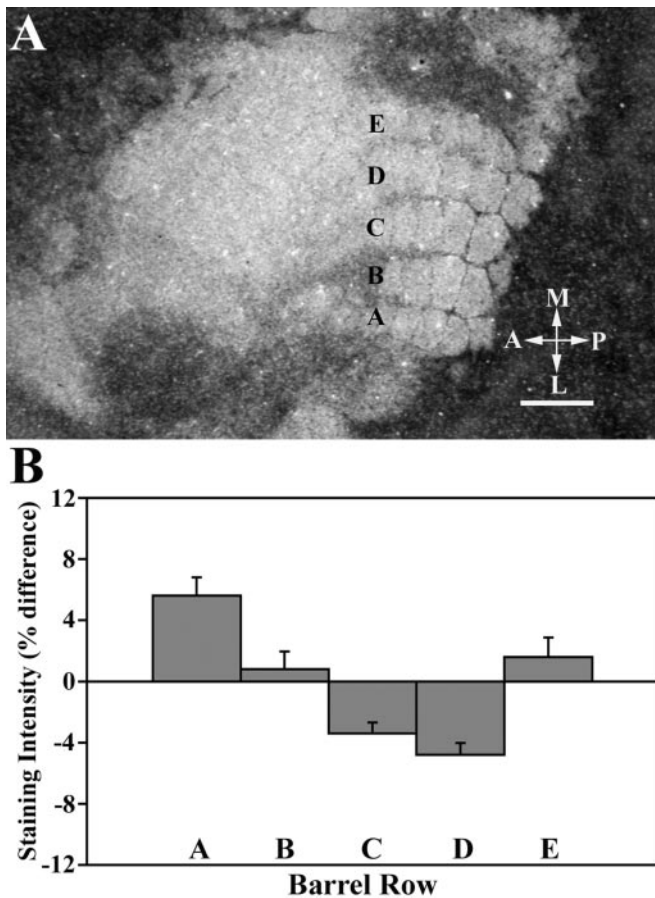 A
E
D
C
B
A
M
A P
L
B
Staining Intensity (% difference)
12
8
4
0
-4
-8
-12
A B C D E
Barrel Row